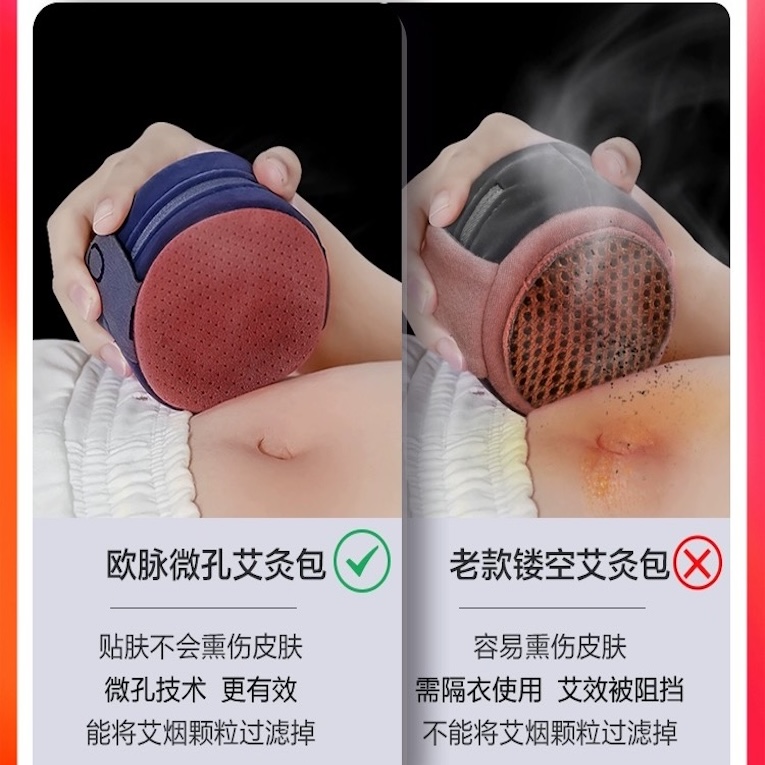 欧脉微孔艾灸包
贴肤不会熏伤皮肤
微孔技术 更有效
能将艾烟颗粒过滤掉
老款镂空艾灸包
容易熏伤皮肤
需隔衣使用 艾效被阻挡
不能将艾烟颗粒过滤掉